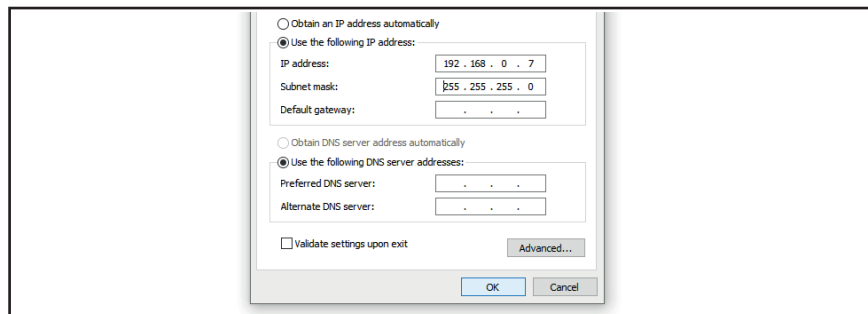 Obtain an IP address automatically
Use the following IP address:
IP address: 192 . 168 . 0 . 7
Subnet mask: 255 . 255 . 255 . 0
Default gateway: . . .
Obtain DNS server address automatically
Use the following DNS server addresses:
Preferred DNS server: . . .
Alternate DNS server: . . .
Validate settings upon exit
Advanced...
OK Cancel